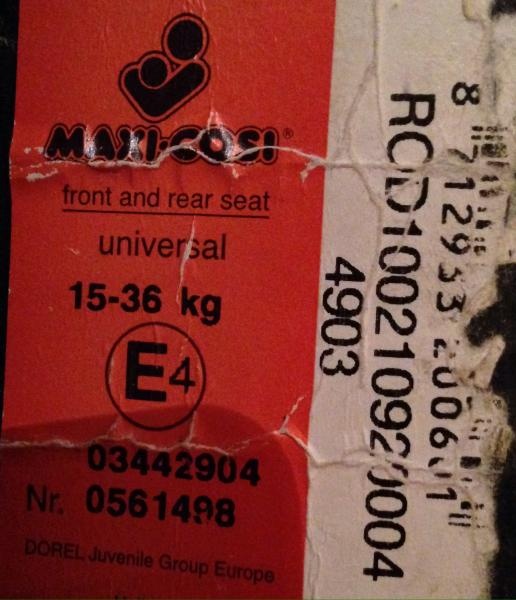 MAXI-COSI®
front and rear seat
universal
15-36 kg
E4
03442904
Nr. 0561498
DOREL Juvenile Group Europe
4903